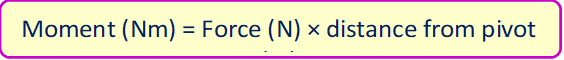 Moment (Nm) = Force (N) × distance from pivot